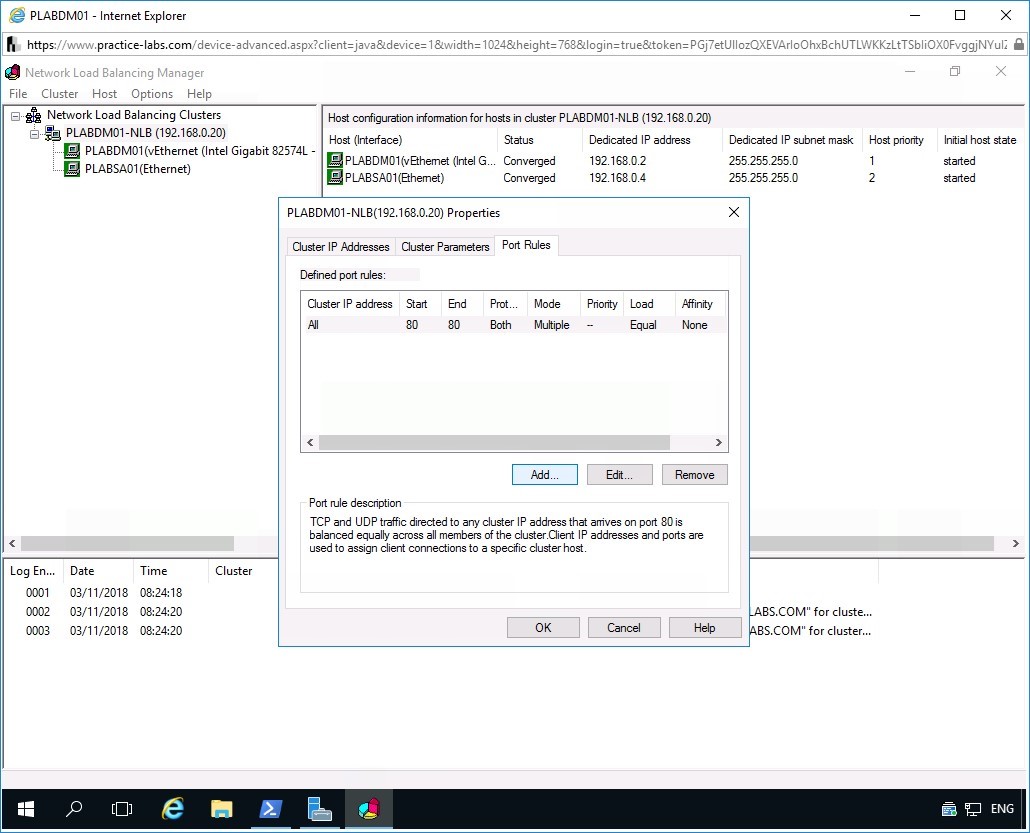 PLABDM01 - Internet Explorer
https://www.practice-labs.com/device-advanced.aspx?client=java&device=1&width=1024&height=768&login=true&token=
Network Load Balancing Manager
File Cluster Host Options Help
Network Load Balancing Clusters
PLABDM01-NLB (192.168.0.20)
PLABDM01(vEthernet (Intel Gigabit 82574L -
PLABSA01(Ethernet)
Host configuration information for hosts in cluster PLABDM01-NLB (192.168.0.20)
Host (Interface) Status Dedicated IP address Dedicated IP subnet mask Host priority Initial host state
PLABDM01(vEthernet (Intel G... Converged 192.168.0.2 255.255.255.0 1 started
PLABSA01(Ethernet) Converged 192.168.0.4 255.255.255.0 2 started
PLABDM01-NLB(192.168.0.20) Properties
Cluster IP Addresses Cluster Parameters Port Rules
Defined port rules:
Cluster IP address Start End Prot... Mode Priority Load Affinity
All 80 80 Both Multiple -- Equal None
Add... Edit... Remove
Port rule description
TCP and UDP traffic directed to any cluster IP address that arrives on port 80 is
balanced equally across all members of the cluster.Client IP addresses and ports are
used to assign client connections to a specific cluster host.
OK Cancel Help
Log En... Date Time Cluster
0001 03/11/2018 08:24:18
0002 03/11/2018 08:24:20 LABS.COM" for cluste...
0003 03/11/2018 08:24:20 ABS.COM" for cluster...
ENG